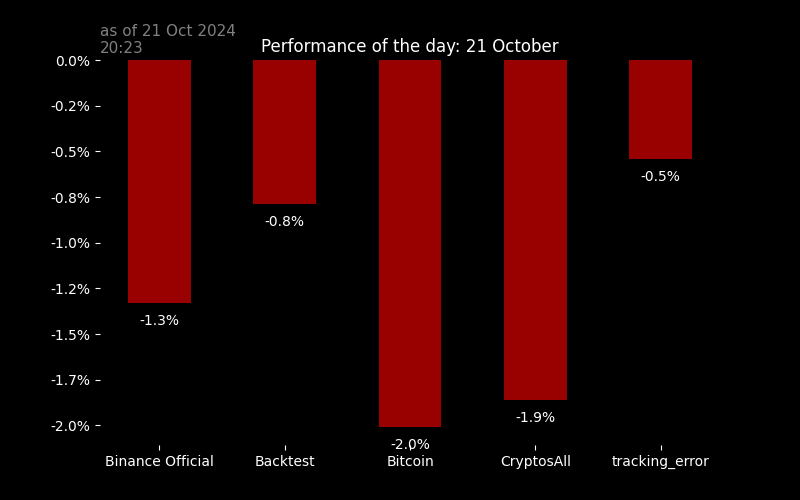 as of 21 Oct 2024
20:23
Performance of the day: 21 October
0.0%
-0.2%
-0.5%
-0.8%
-1.0%
-1.2%
-1.5%
-1.7%
-2.0%
-1.3%
-0.8%
-2.0%
-1.9%
-0.5%
Binance Official
Backtest
Bitcoin
CryptosAll
tracking_error